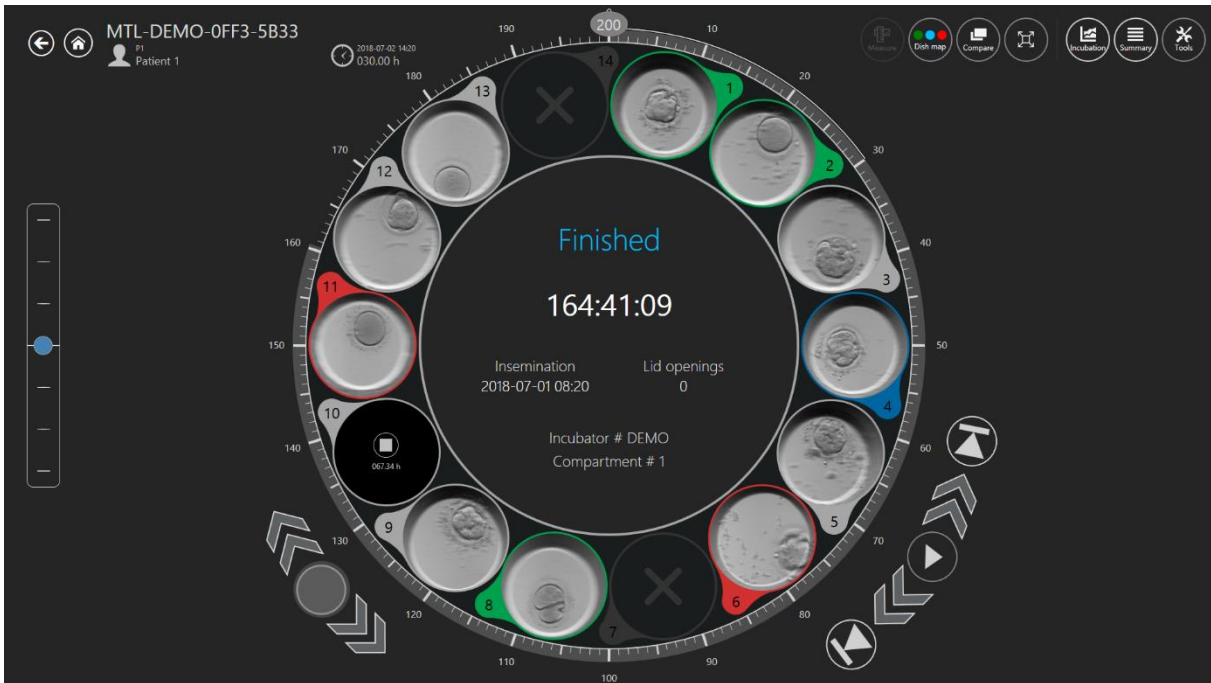 MTL-DEMO-0FF3-5B33
P1
Patient 1
2018-07-02 14:20
030.00 h
Measure
Dish map
Compare
Incubation
Summary
Tools
200
10
20
30
40
50
60
70
80
90
100
110
120
130
140
150
160
170
180
190
1
2
3
4
5
6
7
8
9
10
11
12
13
14
067.34 h
Finished
164:41:09
Insemination
2018-07-01 08:20
Lid openings
0
Incubator # DEMO
Compartment # 1